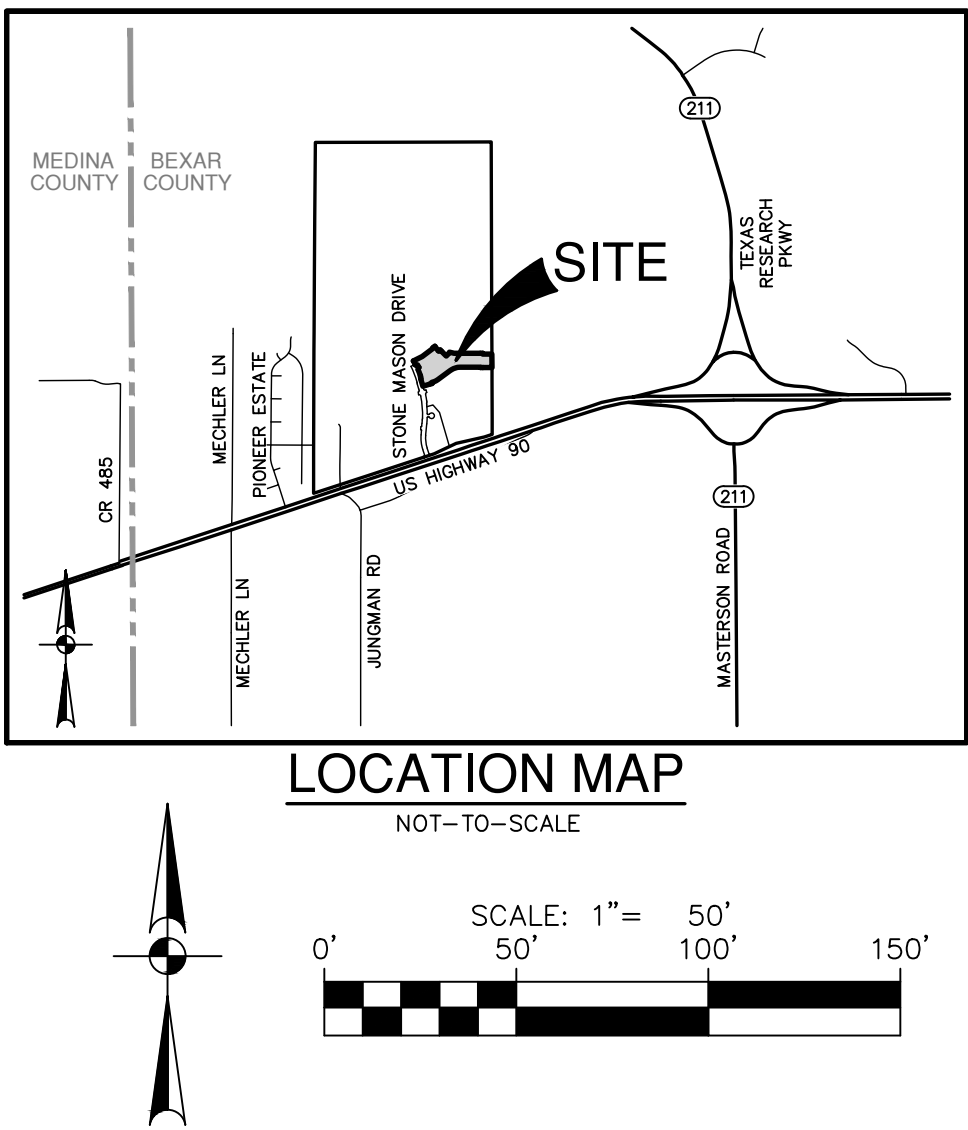 211
MEDINA
COUNTY
BEXAR
COUNTY
TEXAS
RESEARCH
PKWY
SITE
STONE MASON DRIVE
MECHLER LN
PIONEER ESTATE
CR 485
US HIGHWAY 90
211
MECHLER LN
JUNGMAN RD
MASTERSON ROAD
LOCATION MAP
NOT-TO-SCALE
SCALE: 1"= 50'
0' 50' 100' 150'